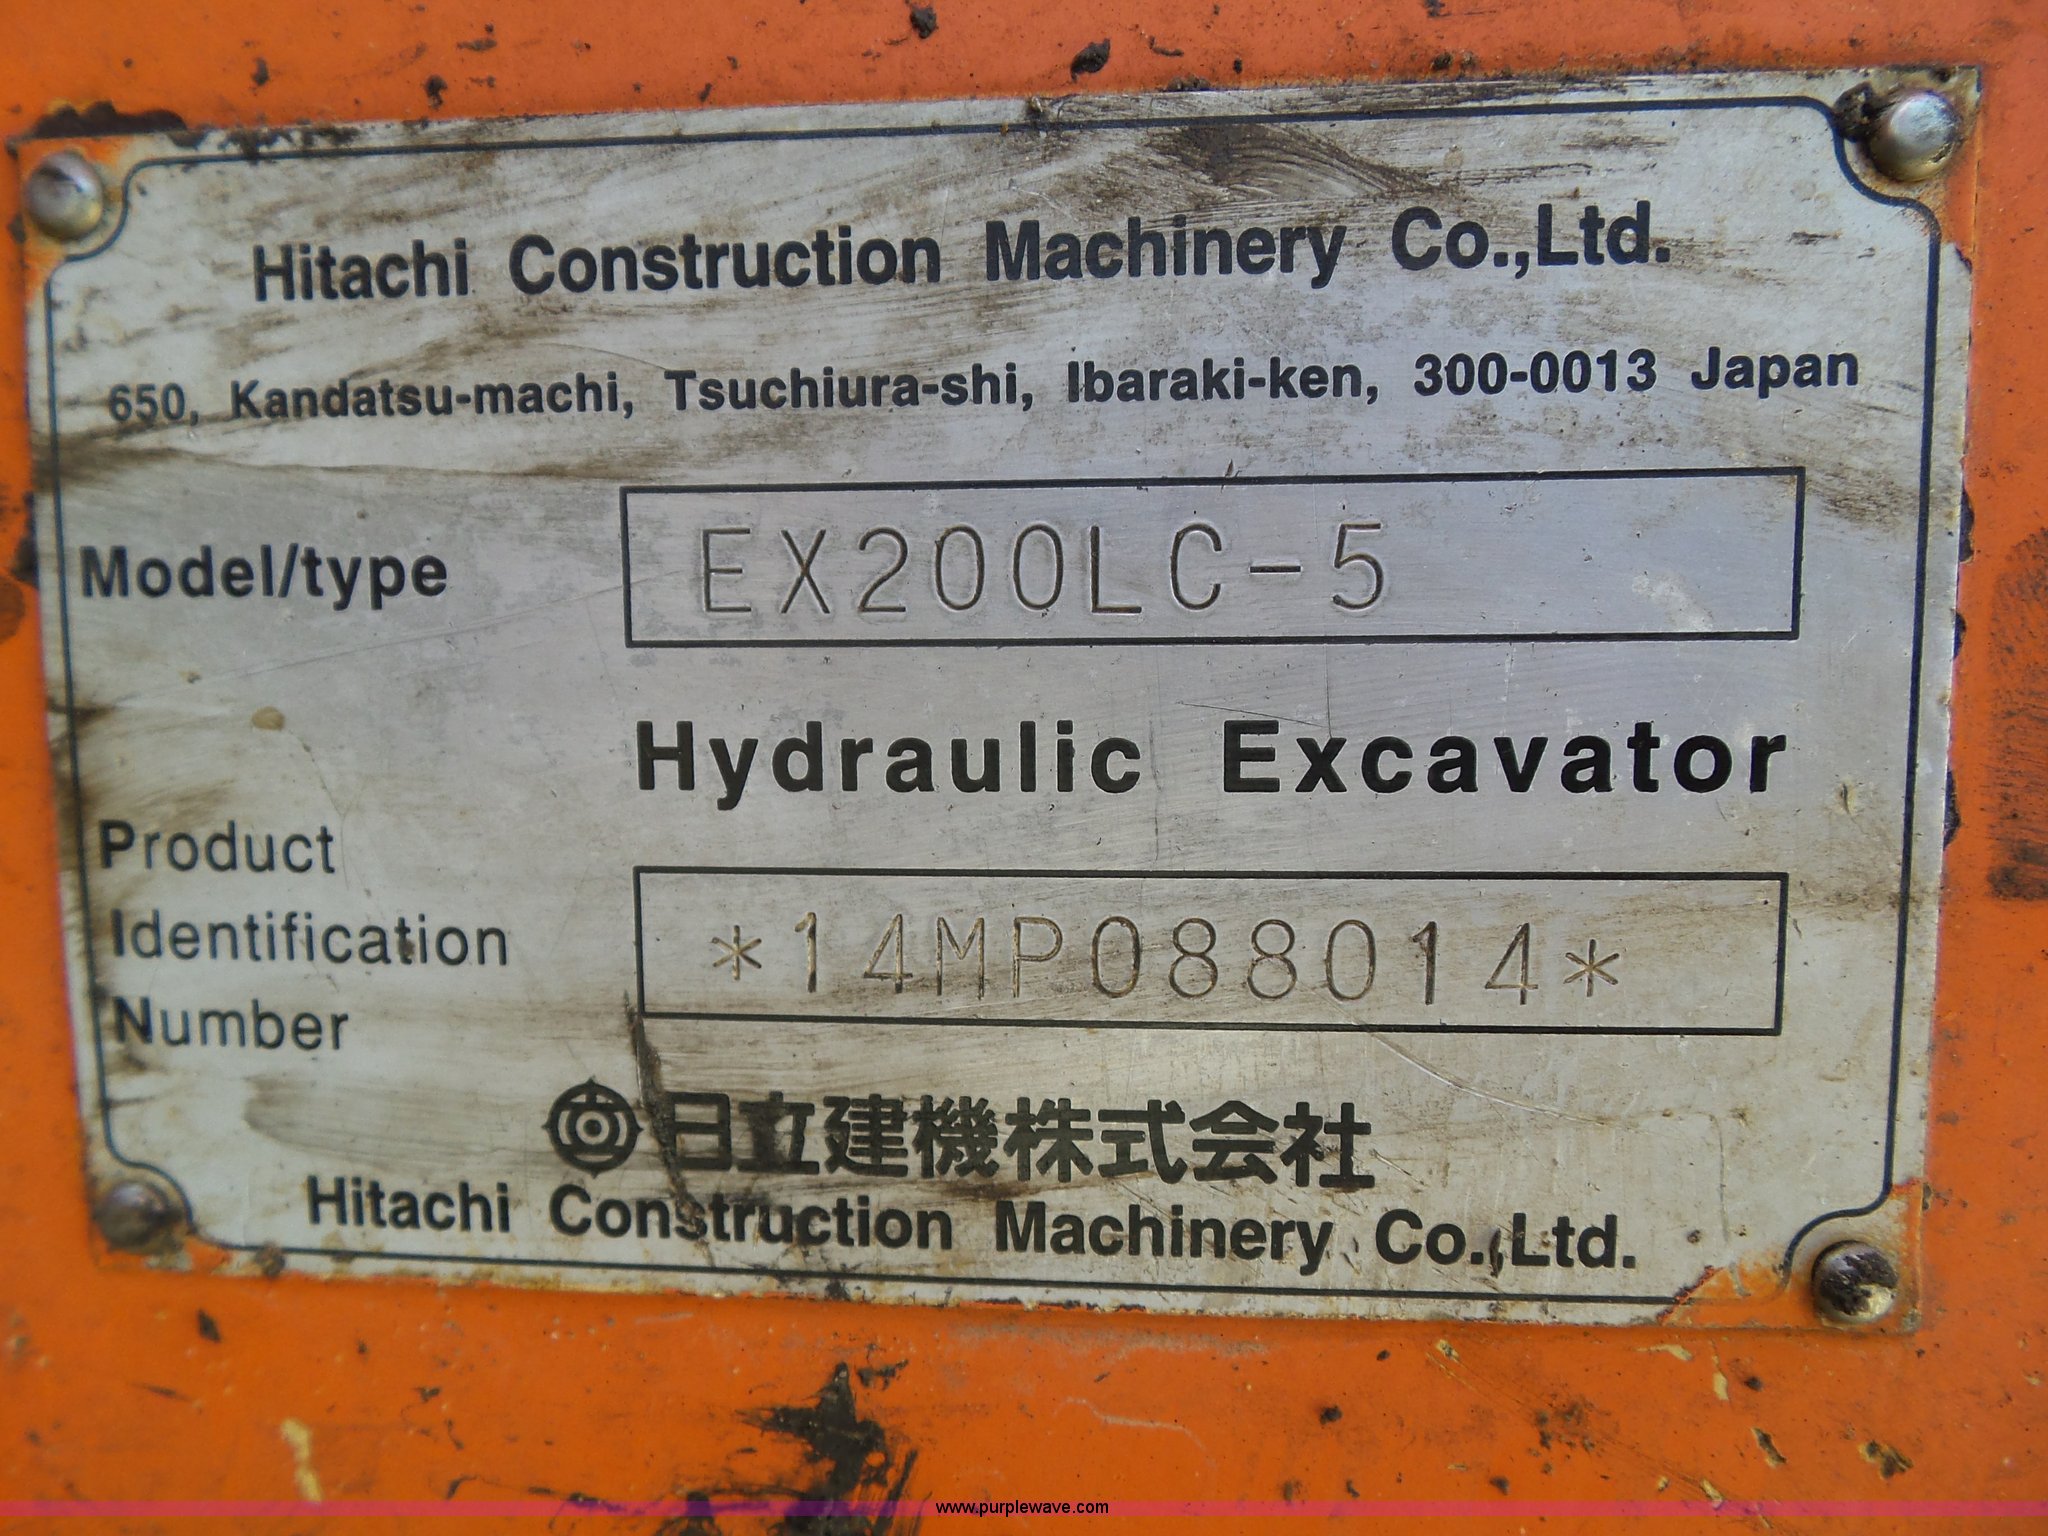 Hitachi Construction Machinery Co.,Ltd.
650, Kandatsu-machi, Tsuchiura-shi, Ibaraki-ken, 300-0013 Japan
Model/type EX200LC-5
Hydraulic Excavator
Product
Identification
Number
*14MP088014*
日立建機株式会社
Hitachi Construction Machinery Co.,Ltd.
www.purplewave.com